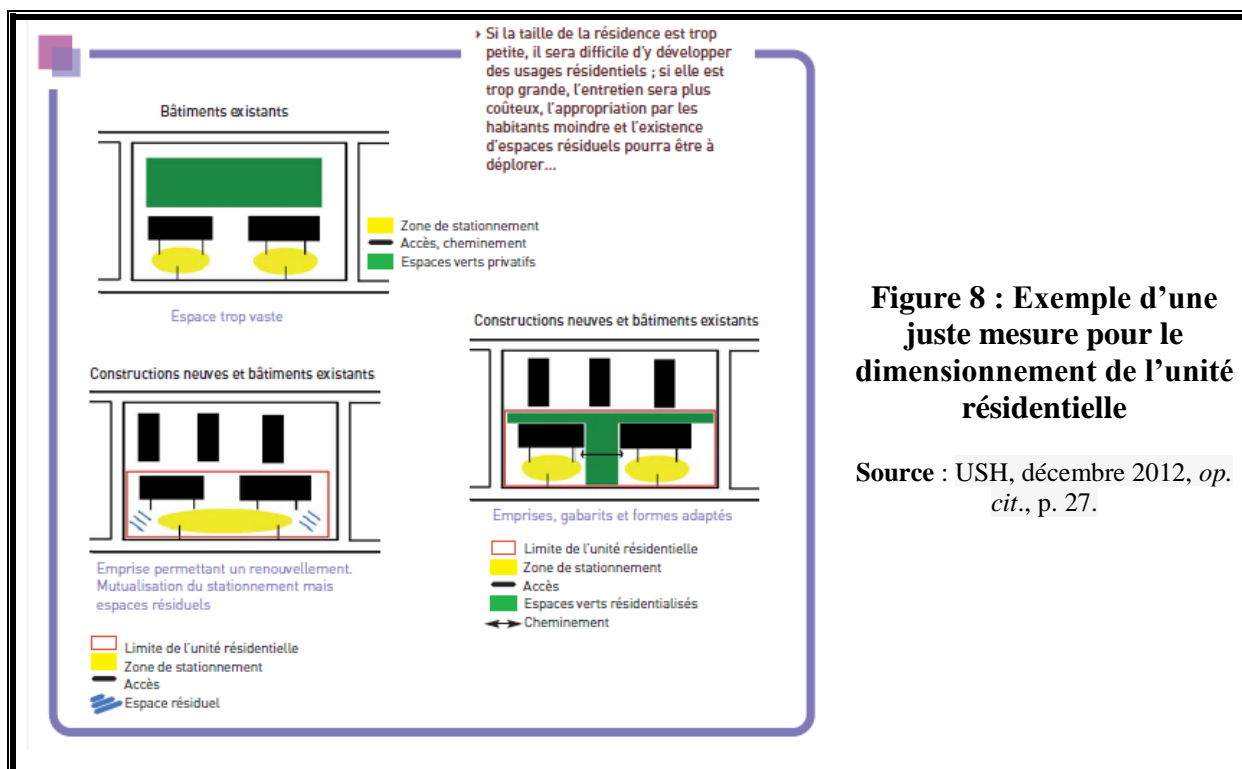 › Si la taille de la résidence est trop
petite, il sera difficile d'y développer
des usages résidentiels ; si elle est
trop grande, l'entretien sera plus
coûteux, l'appropriation par les
habitants moindre et l'existence
d'espaces résiduels pourra être à
déplorer...
Bâtiments existants
Zone de stationnement
Accès, cheminement
Espaces verts privatifs
Espace trop vaste
Constructions neuves et bâtiments existants
Emprise permettant un renouvellement.
Mutualisation du stationnement mais
espaces résiduels
Limite de l'unité résidentielle
Zone de stationnement
Accès
Espace résiduel
Constructions neuves et bâtiments existants
Emprises, gabarits et formes adaptés
Limite de l'unité résidentielle
Zone de stationnement
Accès
Espaces verts résidentialisés
Cheminement
Figure 8 : Exemple d'une
juste mesure pour le
dimensionnement de l'unité
résidentielle
Source : USH, décembre 2012, op.
cit., p. 27.